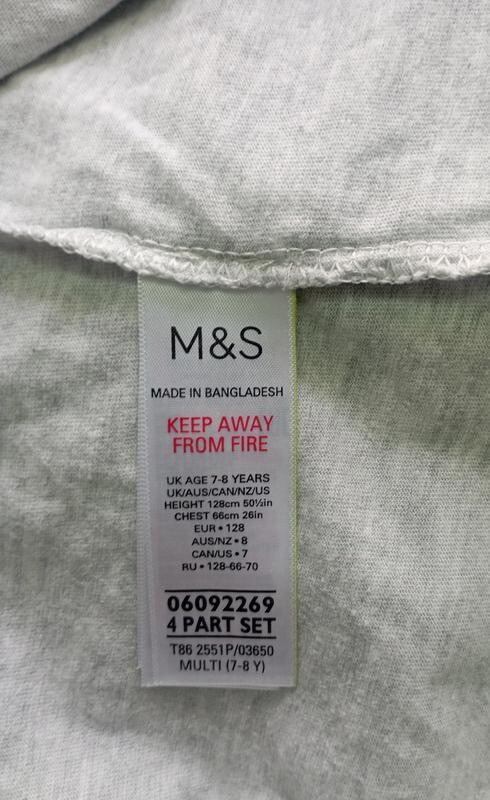 M&S
MADE IN BANGLADESH
KEEP AWAY
FROM FIRE
UK AGE 7-8 YEARS
UK/AUS/CAN/NZ/US
HEIGHT 128cm 50½in
CHEST 66cm 26in
EUR • 128
AUS/NZ • 8
CAN/US • 7
RU • 128-66-70
06092269
4 PART SET
T86 2551P/03650
MULTI (7-8 Y)